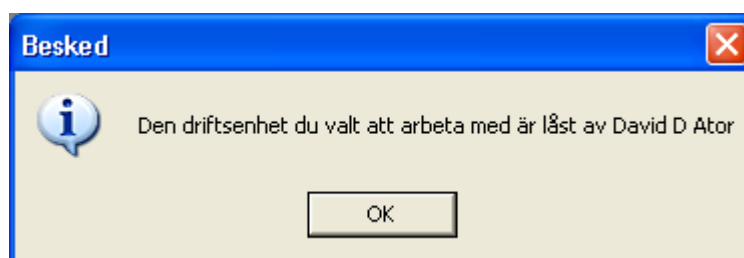 Besked
Den driftsenhet du valt att arbeta med är låst av David D Ator
OK